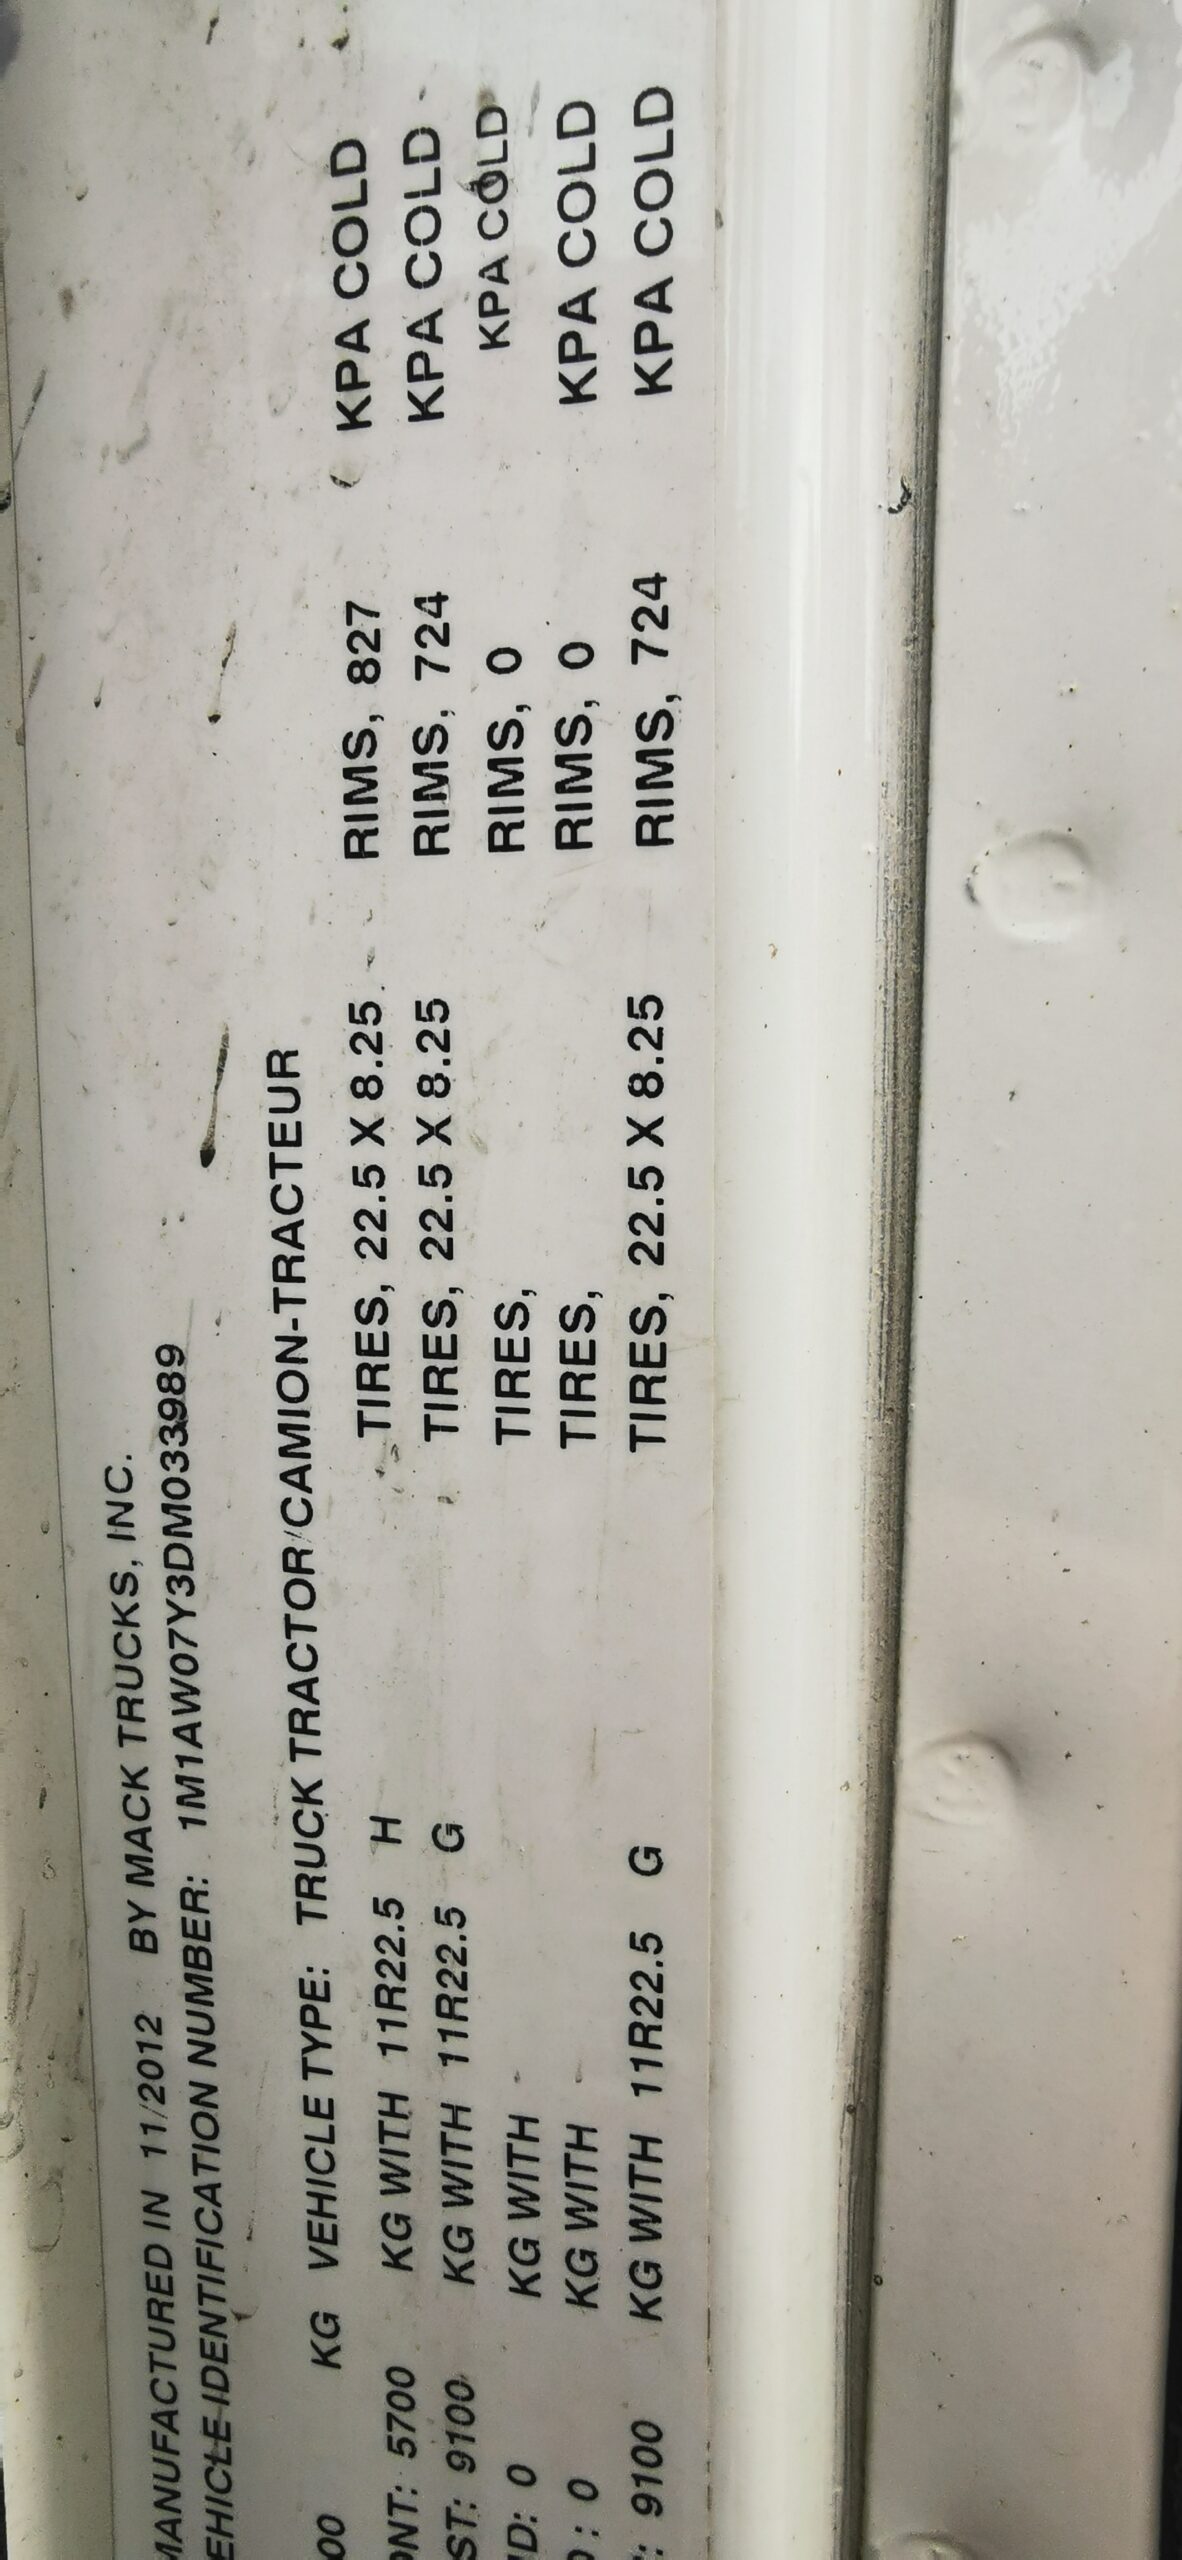 MANUFACTURED IN 11/2012 BY MACK TRUCKS, INC.
EHICLE IDENTIFICATION NUMBER: 1M1AW07Y3DM033989
00 KG VEHICLE TYPE: TRUCK TRACTOR/CAMION-TRACTEUR
ONT: 5700 KG WITH 11R22.5 H TIRES, 22.5 X 8.25 RIMS, 827 KPA COLD
ST: 9100 KG WITH 11R22.5 G TIRES, 22.5 X 8.25 RIMS, 724 KPA COLD
ND: 0 KG WITH TIRES, RIMS, 0 KPA COLD
: 0 KG WITH TIRES, RIMS, 0 KPA COLD
: 9100 KG WITH 11R22.5 G TIRES, 22.5 X 8.25 RIMS, 724 KPA COLD